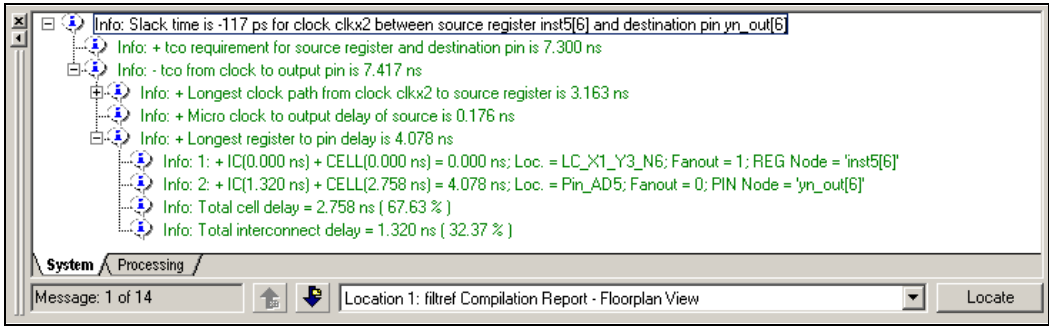 Info: Slack time is -117 ps for clock clkx2 between source register inst5[6] and destination pin yn_out[6]
Info: + tco requirement for source register and destination pin is 7.300 ns
Info: - tco from clock to output pin is 7.417 ns
Info: + Longest clock path from clock clkx2 to source register is 3.163 ns
Info: + Micro clock to output delay of source is 0.176 ns
Info: + Longest register to pin delay is 4.078 ns
Info: 1: + IC(0.000 ns) + CELL(0.000 ns) = 0.000 ns; Loc. = LC_X1_Y3_N6; Fanout = 1; REG Node = 'inst5[6]'
Info: 2: + IC(1.320 ns) + CELL(2.758 ns) = 4.078 ns; Loc. = Pin_AD5; Fanout = 0; PIN Node = 'yn_out[6]'
Info: Total cell delay = 2.758 ns ( 67.63 % )
Info: Total interconnect delay = 1.320 ns ( 32.37 % )
System Processing
Message: 1 of 14 Location 1: filtref Compilation Report - Floorplan View Locate